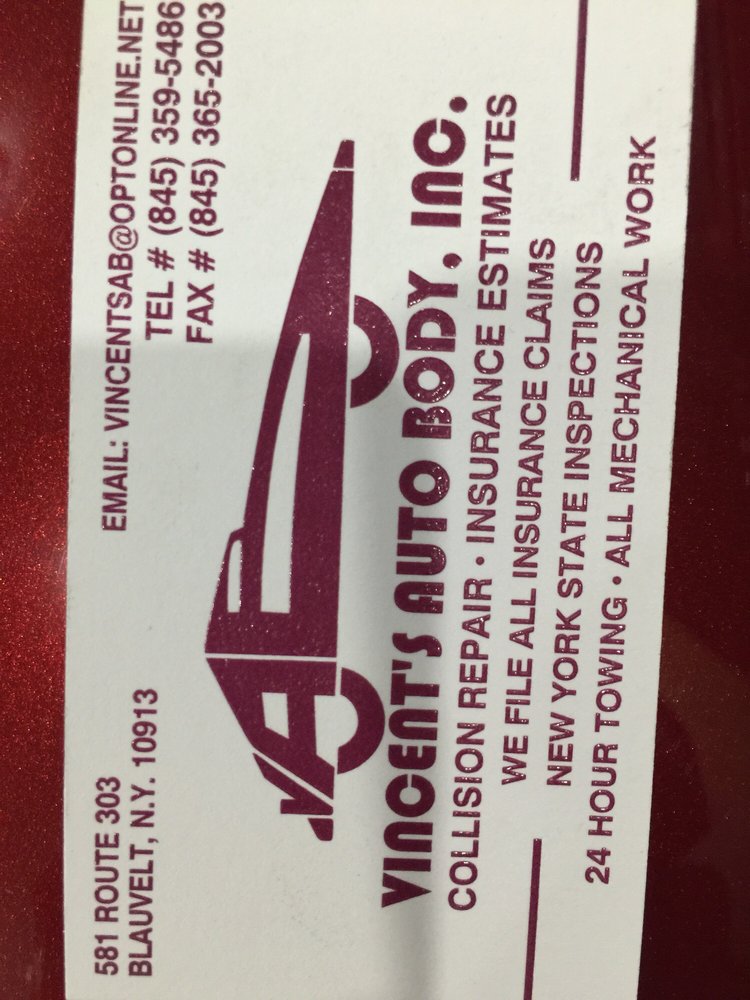 581 ROUTE 303
BLAUVELT, N.Y. 10913
EMAIL: VINCENTSAB@OPTONLINE.NET
TEL # (845) 359-5486
FAX # (845) 365-2003
VAB
VINCENT'S AUTO BODY, INC.
COLLISION REPAIR • INSURANCE ESTIMATES
WE FILE ALL INSURANCE CLAIMS
NEW YORK STATE INSPECTIONS
24 HOUR TOWING • ALL MECHANICAL WORK